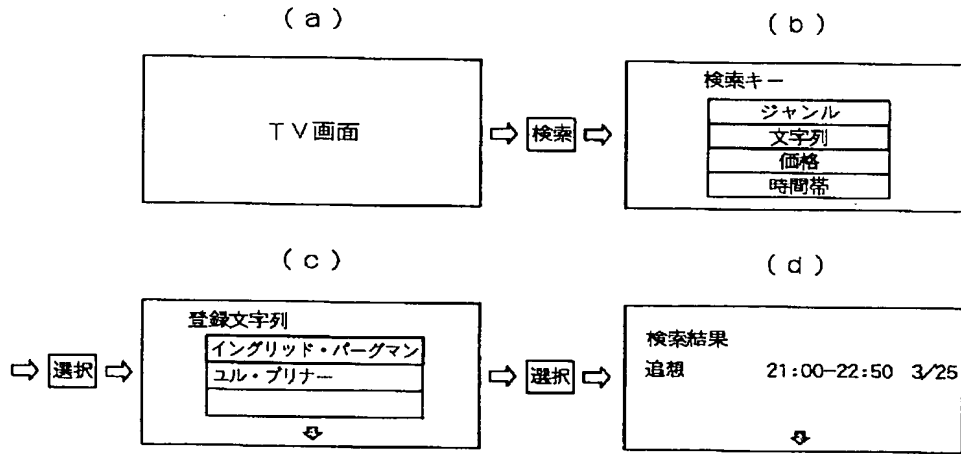 (a)
(b)
TV画面
検索
検索キー
ジャンル
文字列
価格
時間帯
(c)
(d)
選択
登録文字列
イングリッド・バーグマン
ユル・ブリナー
選択
検索結果
追想 21:00-22:50 3/25